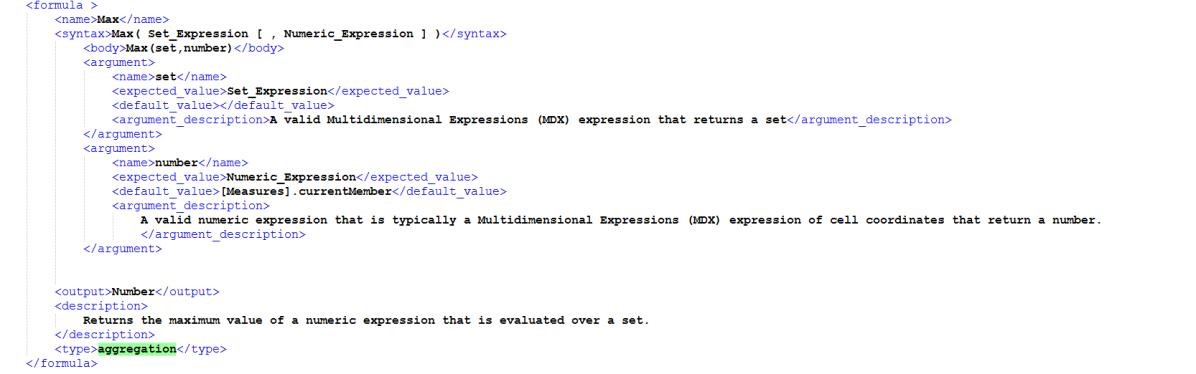 <formula >
<name>Max</name>
<syntax>Max( Set_Expression [ , Numeric_Expression ] )</syntax>
<body>Max(set,number)</body>
<argument>
<name>set</name>
<expected_value>Set_Expression</expected_value>
<default_value></default_value>
<argument_description>A valid Multidimensional Expressions (MDX) expression that returns a set</argument_description>
</argument>
<argument>
<name>number</name>
<expected_value>Numeric_Expression</expected_value>
<default_value>[Measures].currentMember</default_value>
<argument_description>
A valid numeric expression that is typically a Multidimensional Expressions (MDX) expression of cell coordinates that return a number.
</argument_description>
</argument>
<output>Number</output>
<description>
Returns the maximum value of a numeric expression that is evaluated over a set.
</description>
<type>aggregation</type>
</formula>